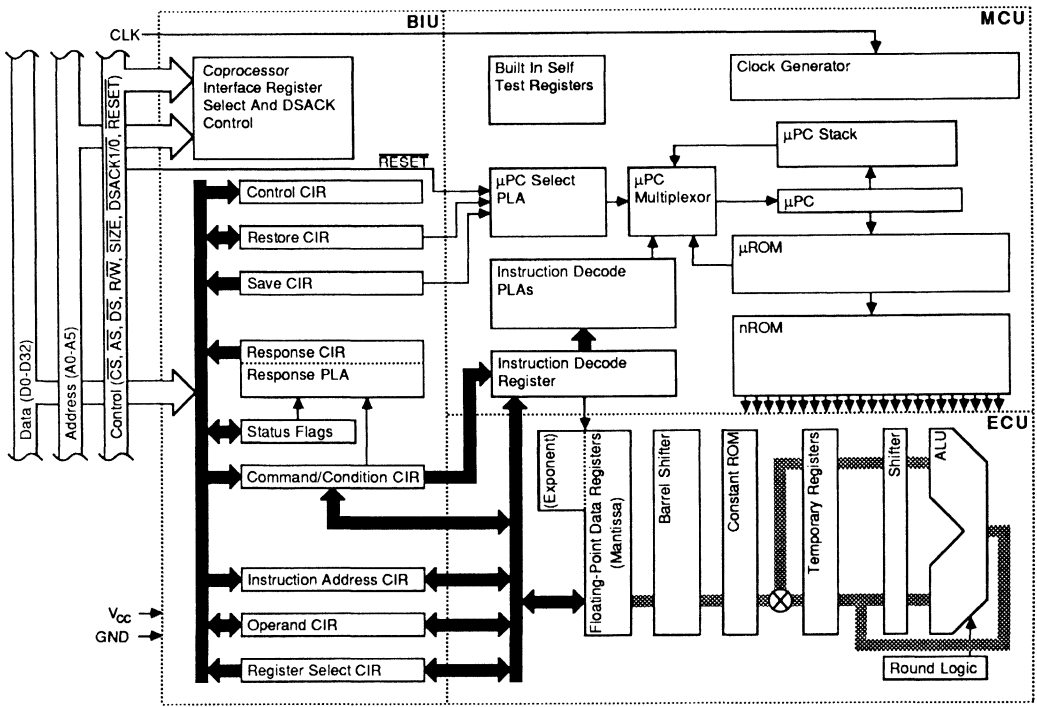 BIU
MCU
CLK
Coprocessor
Interface Register
Select And DSACK
Control
Built In Self
Test Registers
Clock Generator
RESET
µPC Stack
Control CIR
µPC Select
PLA
µPC
Multiplexor
µPC
Restore CIR
µROM
Save CIR
Instruction Decode
PLAs
nROM
Response CIR
Response PLA
Instruction Decode
Register
Data (D0-D32)
Address (A0-A5)
Control (CS, AS, DS, R/W, SIZE, DSACK1/0, RESET)
Status Flags
ECU
Command/Condition CIR
(Exponent)
Floating-Point Data Registers
(Mantissa)
Barrel Shifter
Constant ROM
Temporary Registers
Shifter
ALU
Instruction Address CIR
VCC
GND
Operand CIR
Register Select CIR
Round Logic